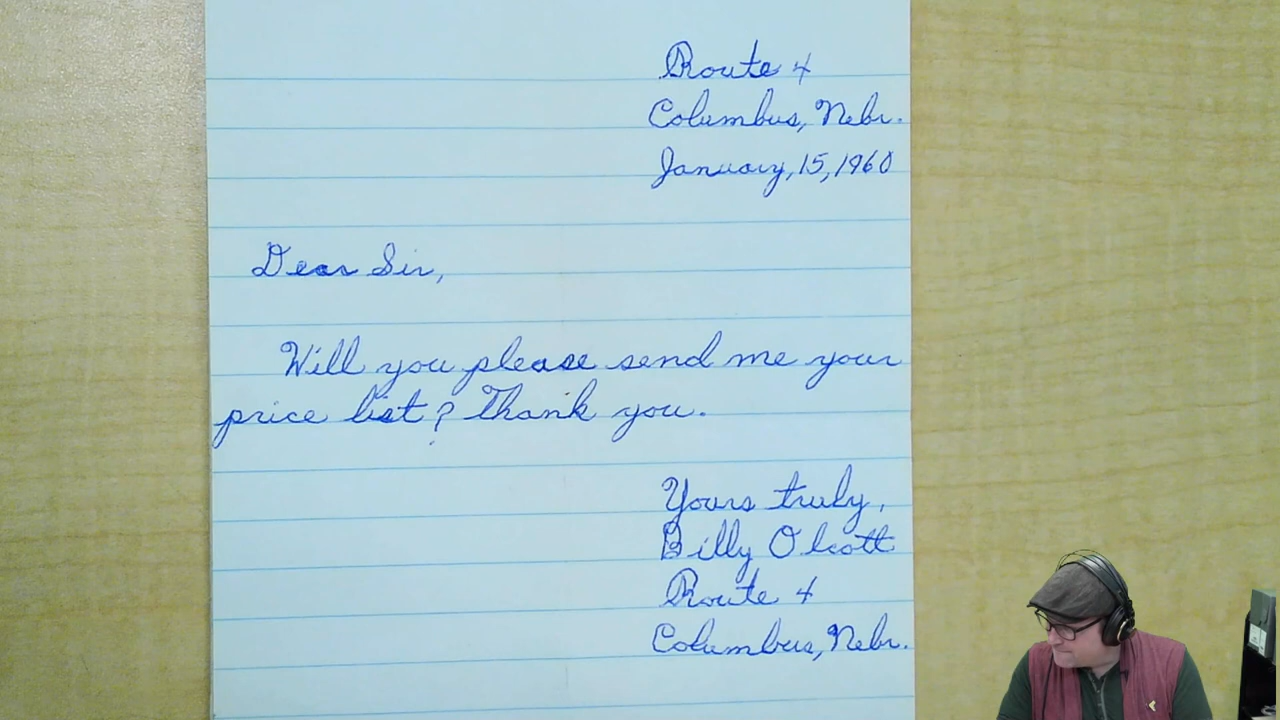 Route 4
Columbus, Nebr.
January, 15, 1960
Dear Sir,
Will you please send me your
price list? Thank you.
Yours truly,
Billy Olcott
Route 4
Columbus, Nebr.